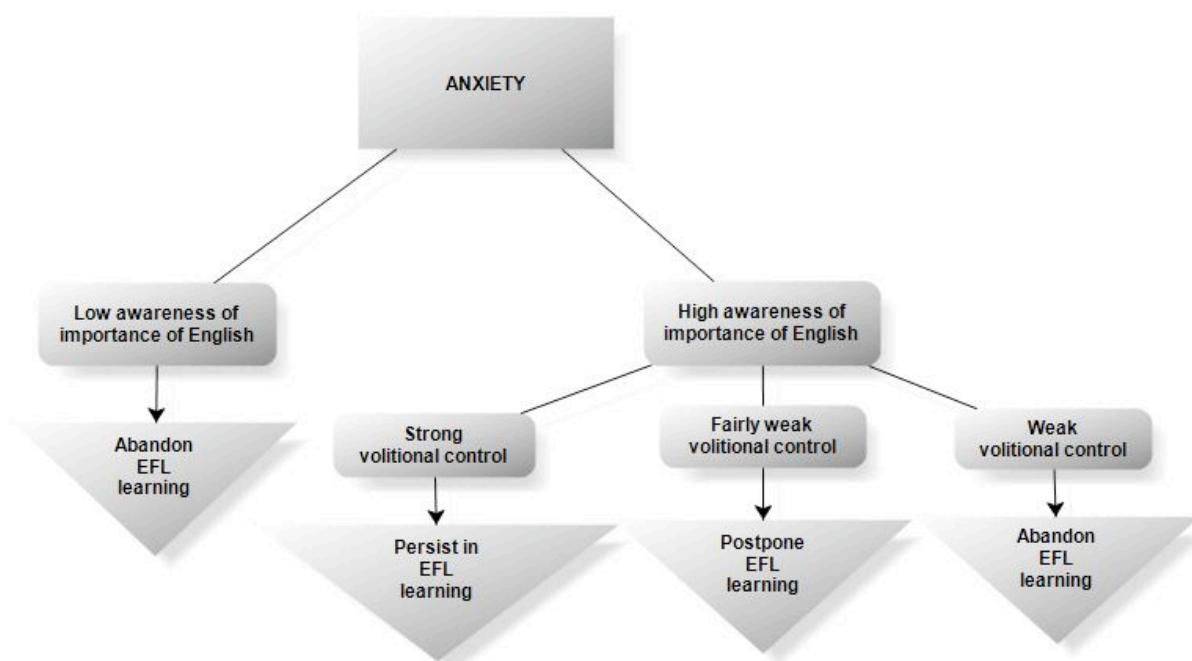 ANXIETY
Low awareness of
importance of English
High awareness of
importance of English
Abandon
EFL
learning
Strong
volitional control
Fairly weak
volitional control
Weak
volitional control
Persist in
EFL
learning
Postpone
EFL
learning
Abandon
EFL
learning